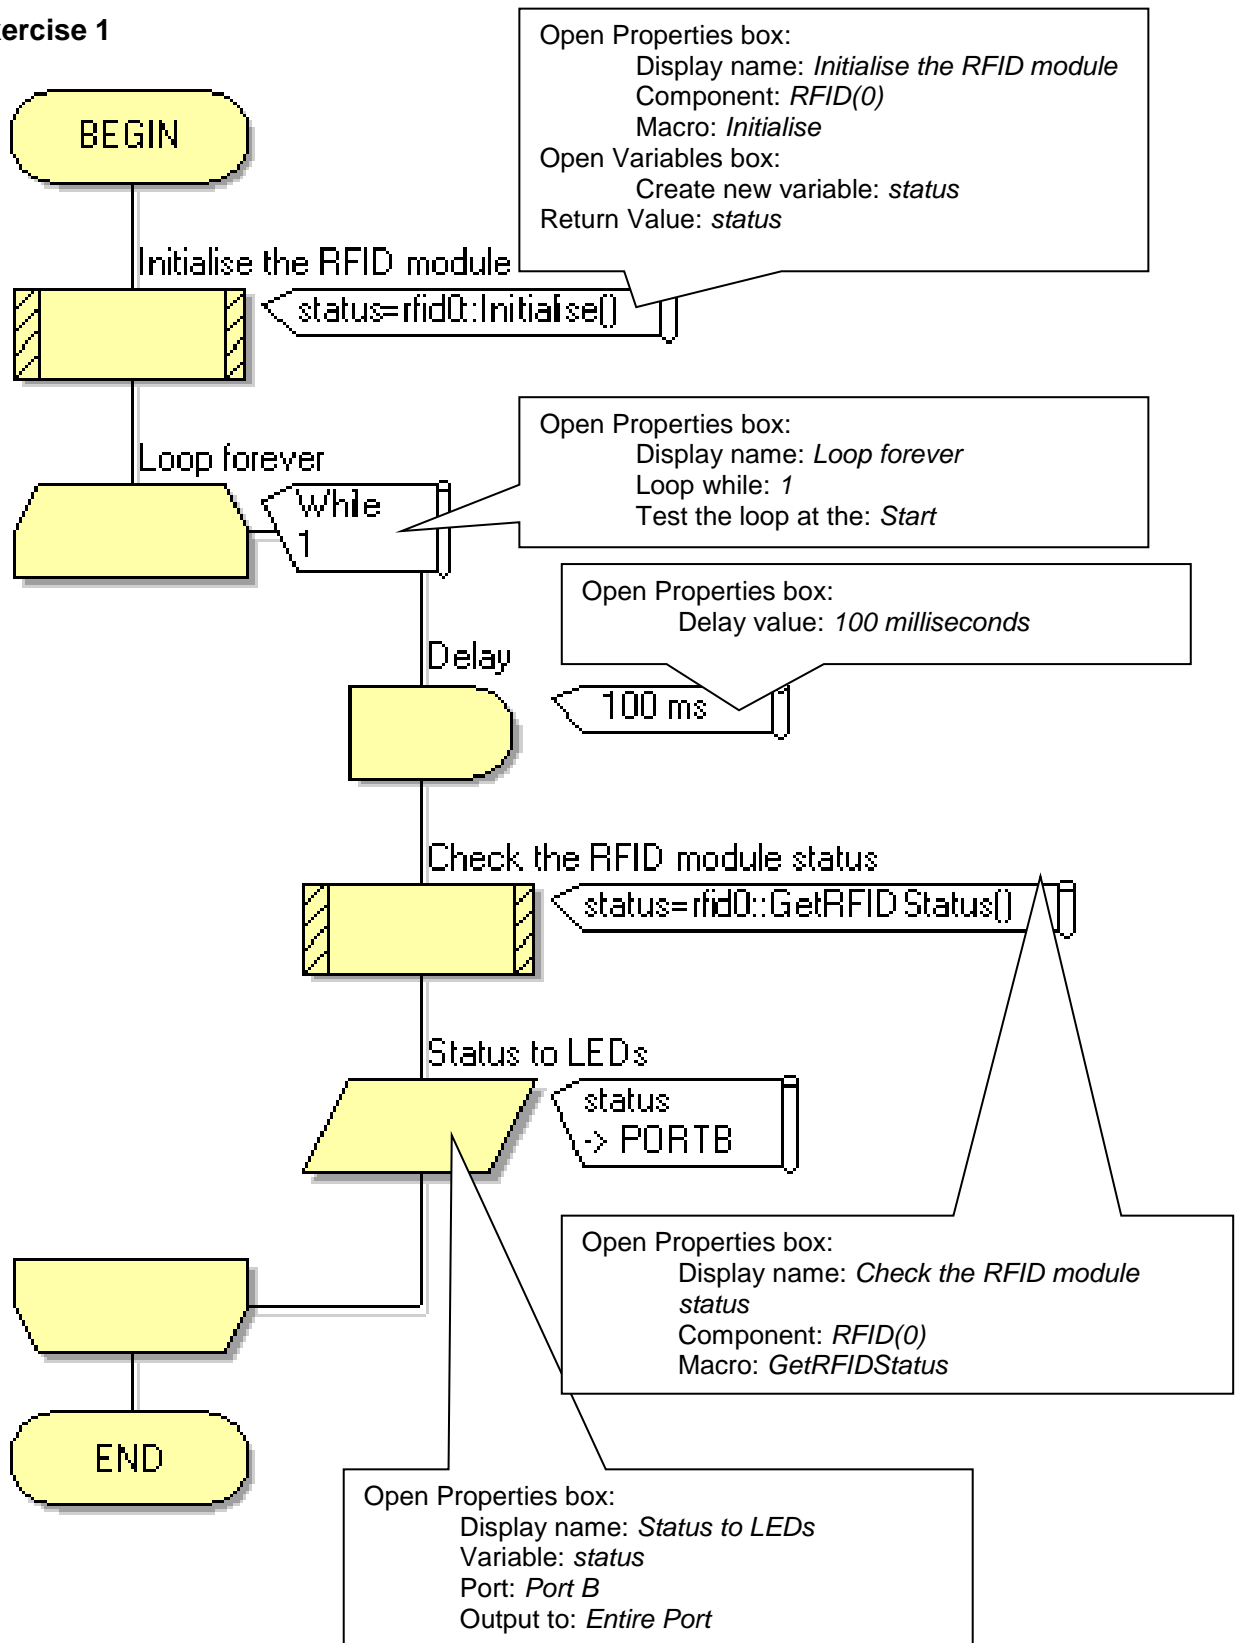 ercise 1
Open Properties box:
Display name: Initialise the RFID module
Component: RFID(0)
Macro: Initialise
Open Variables box:
Create new variable: status
Return Value: status
BEGIN
Initialise the RFID module
status=rfid0::Initialise()
Open Properties box:
Display name: Loop forever
Loop while: 1
Test the loop at the: Start
Loop forever
While
1
Open Properties box:
Delay value: 100 milliseconds
Delay
100 ms
Check the RFID module status
status=rfid0::GetRFIDStatus()
Status to LEDs
status
-> PORTB
Open Properties box:
Display name: Check the RFID module
status
Component: RFID(0)
Macro: GetRFIDStatus
END
Open Properties box:
Display name: Status to LEDs
Variable: status
Port: Port B
Output to: Entire Port